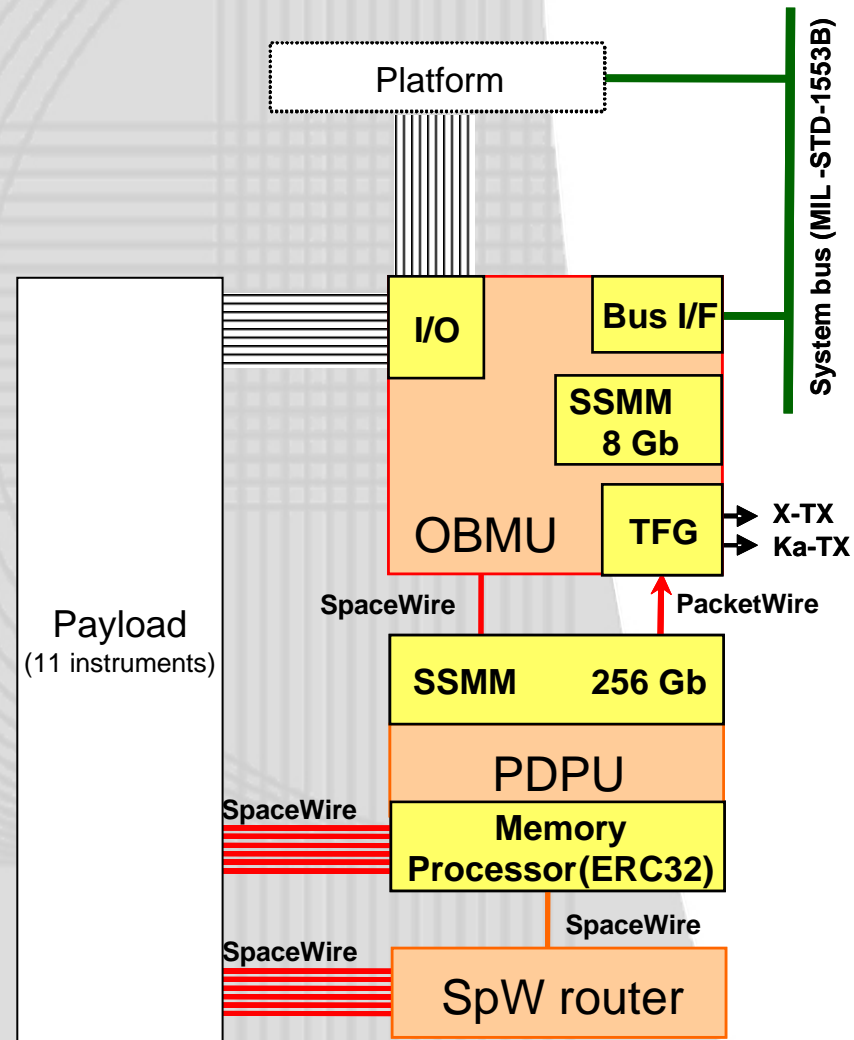 Platform
System bus (MIL -STD-1553B)
I/O
Bus I/F
SSMM
8 Gb
OBMU
TFG
X-TX
Ka-TX
SpaceWire
PacketWire
Payload
(11 instruments)
SSMM 256 Gb
PDPU
SpaceWire
Memory
Processor(ERC32)
SpaceWire
SpaceWire
SpW router